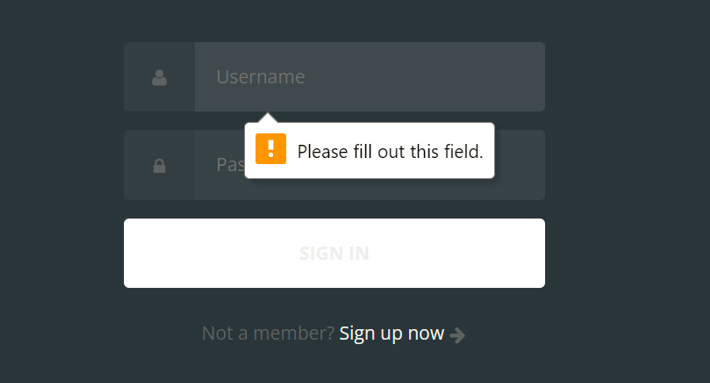 Username
Please fill out this field.
Pas
SIGN IN
Not a member? Sign up now